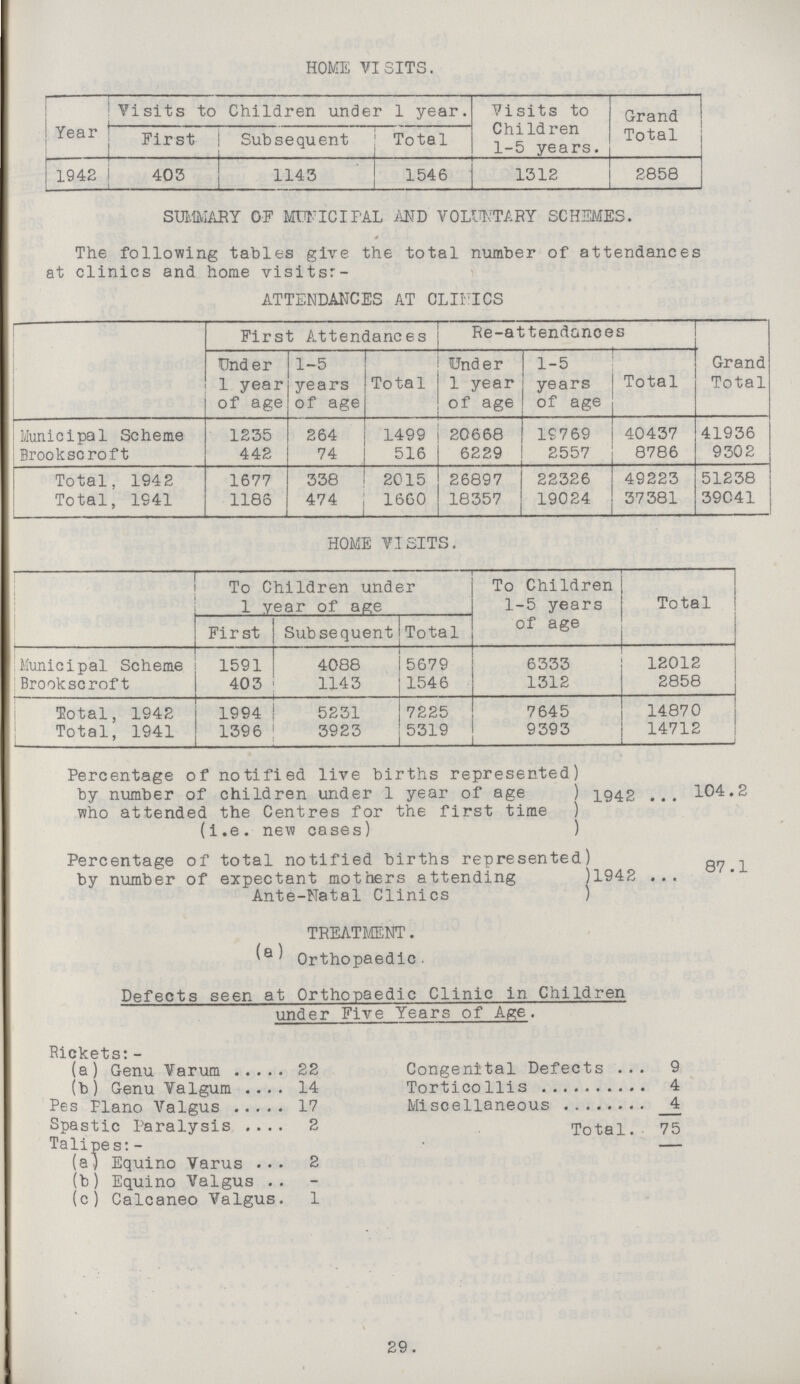 HOME VISITS.
Year | Visits to Children under 1 year. | Visits to Children 1-5 years. | Grand Total
First | Subsequent | Total
1942 | 403 | 1143 | 1546 | 1312 | 2858
SUMMARY OF MUNICIPAL AND VOLUNTARY SCHEMES.
The following tables give the total number of attendances
at clinics and home visits:-
ATTENDANCES AT CLINICS
First Attendances | Re-attendances | Grand Total
Under 1 year of age | 1-5 years of age | Total | Under 1 year of age | 1-5 years of age | Total
Municipal Scheme | 1235 | 264 | 1499 | 20668 | 19769 | 40437 | 41936
Brookscroft | 442 | 74 | 516 | 6229 | 2557 | 8786 | 9302
Total, 1942 | 1677 | 338 | 2015 | 26897 | 22326 | 49223 | 51238
Total, 1941 | 1186 | 474 | 1660 | 18357 | 19024 | 37381 | 39041
HOME VISITS.
To Children under 1 year of age | To Children 1-5 years of age | Total
First | Subsequent | Total
Municipal Scheme | 1591 | 4088 | 5679 | 6333 | 12012
Brookscroft | 403 | 1143 | 1546 | 1312 | 2858
Total, 1942 | 1994 | 5231 | 7225 | 7645 | 14870
Total, 1941 | 1396 | 3923 | 5319 | 9393 | 14712
Percentage of notified live births represented)
by number of children under 1 year of age ) 1942 ... 104.2
who attended the Centres for the first time )
(i.e. new cases) )
Percentage of total notified births represented)
by number of expectant mothers attending )1942 ... 87.1
Ante-Natal Clinics )
TREATMENT.
(a) Orthopaedic.
Defects seen at Orthopaedic Clinic in Children
under Five Years of Age.
Rickets:-
(a) Genu Varum ..... 22
(b) Genu Valgum .... 14
Pes Plano Valgus ..... 17
Spastic Paralysis .... 2
Talipes:-
(a) Equino Varus ... 2
(b) Equino Valgus .. -
(c) Calcaneo Valgus. 1
Congenital Defects ... 9
Torticollis .......... 4
Miscellaneous ........ 4
Total.. 75
29.